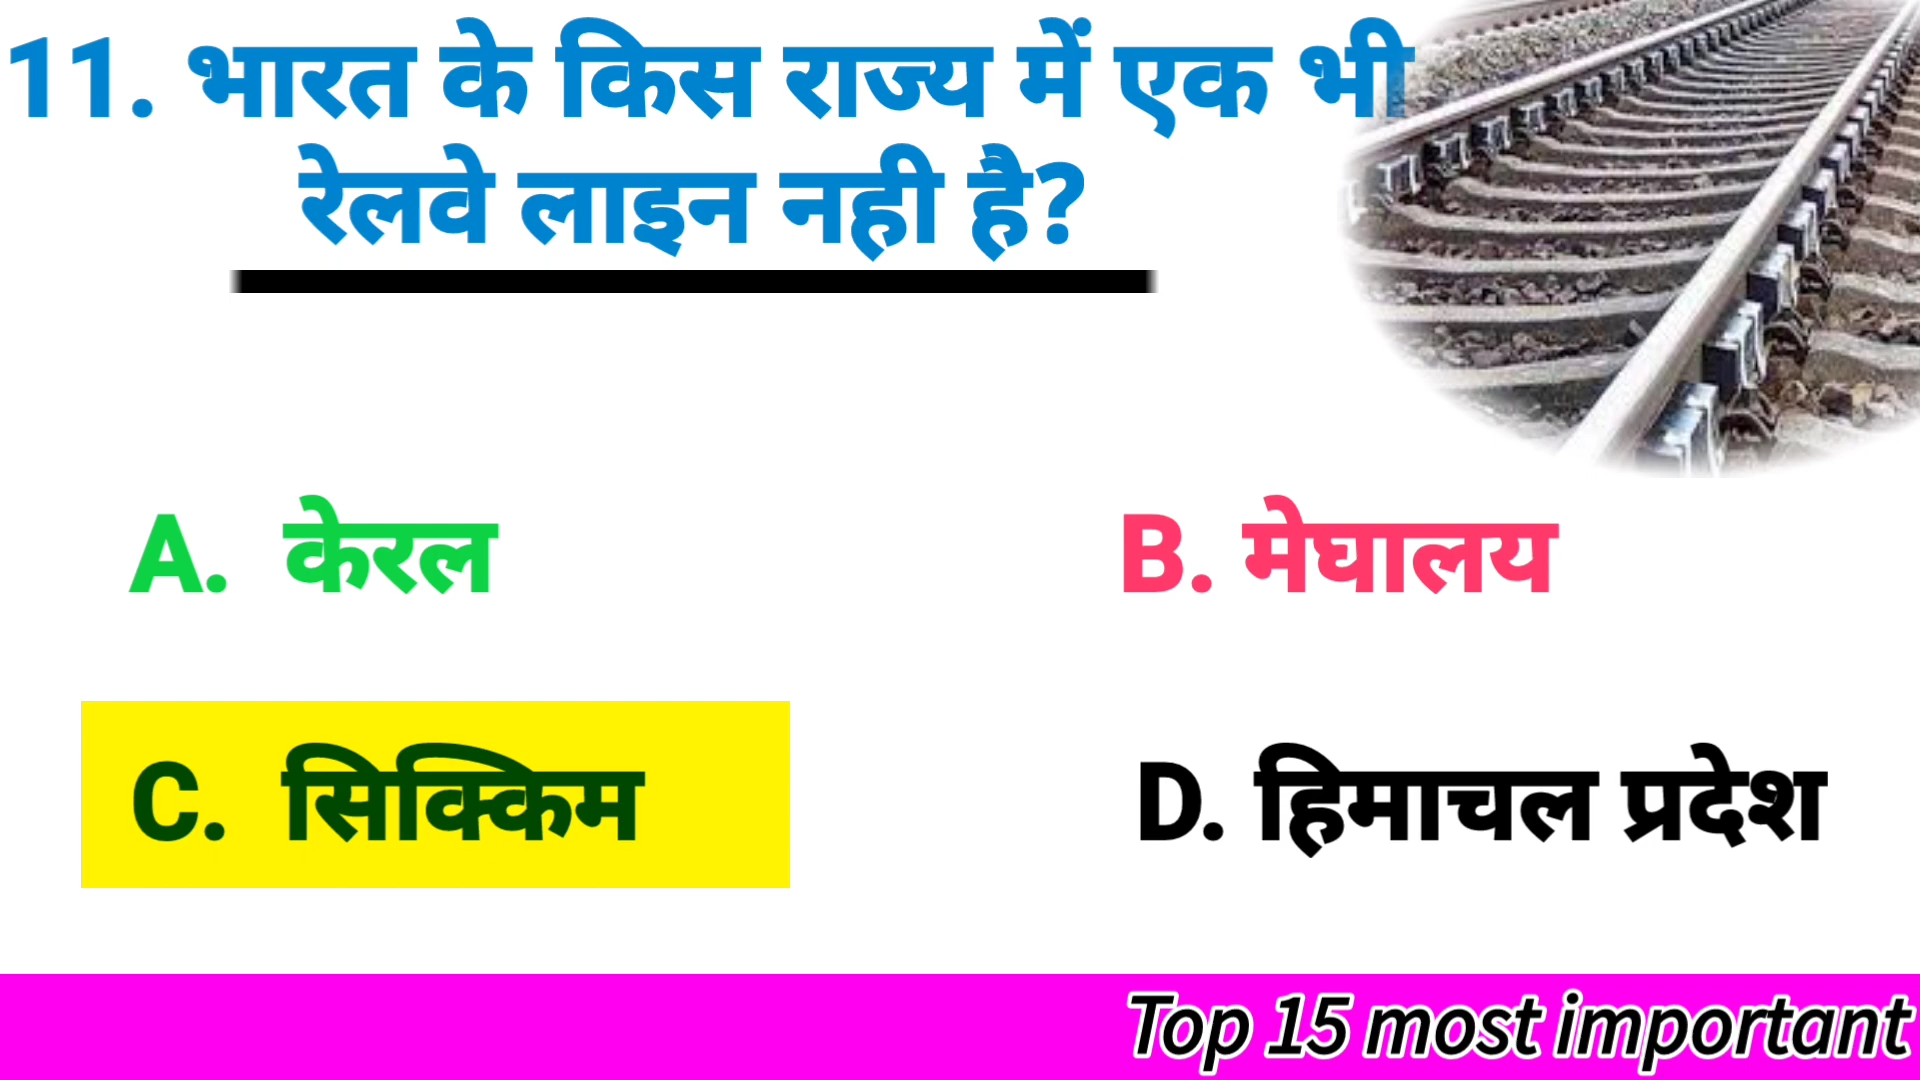 11. भारत के किस राज्य में एक भी
रेलवे लाइन नही है?
A. केरल
B. मेघालय
C. सिक्किम
D. हिमाचल प्रदेश
Top 15 most important